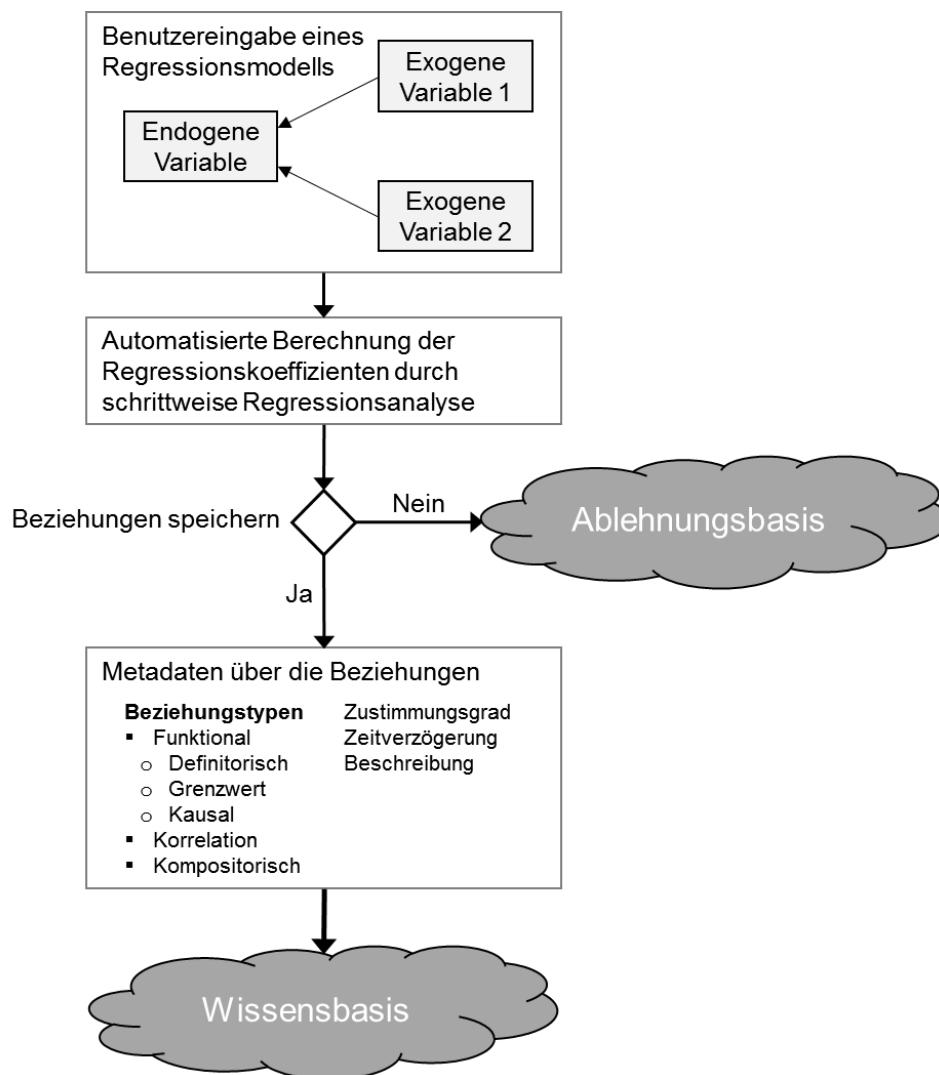 Benutzereingabe eines
Regressionsmodells
Exogene
Variable 1
Endogene
Variable
Exogene
Variable 2
Automatisierte Berechnung der
Regressionskoeffizienten durch
schrittweise Regressionsanalyse
Beziehungen speichern
Nein
Ablehnungsbasis
Ja
Metadaten über die Beziehungen
Beziehungstypen
▪ Funktional
o Definitorisch
o Grenzwert
o Kausal
▪ Korrelation
▪ Kompositorisch
Zustimmungsgrad
Zeitverzögerung
Beschreibung
Wissensbasis